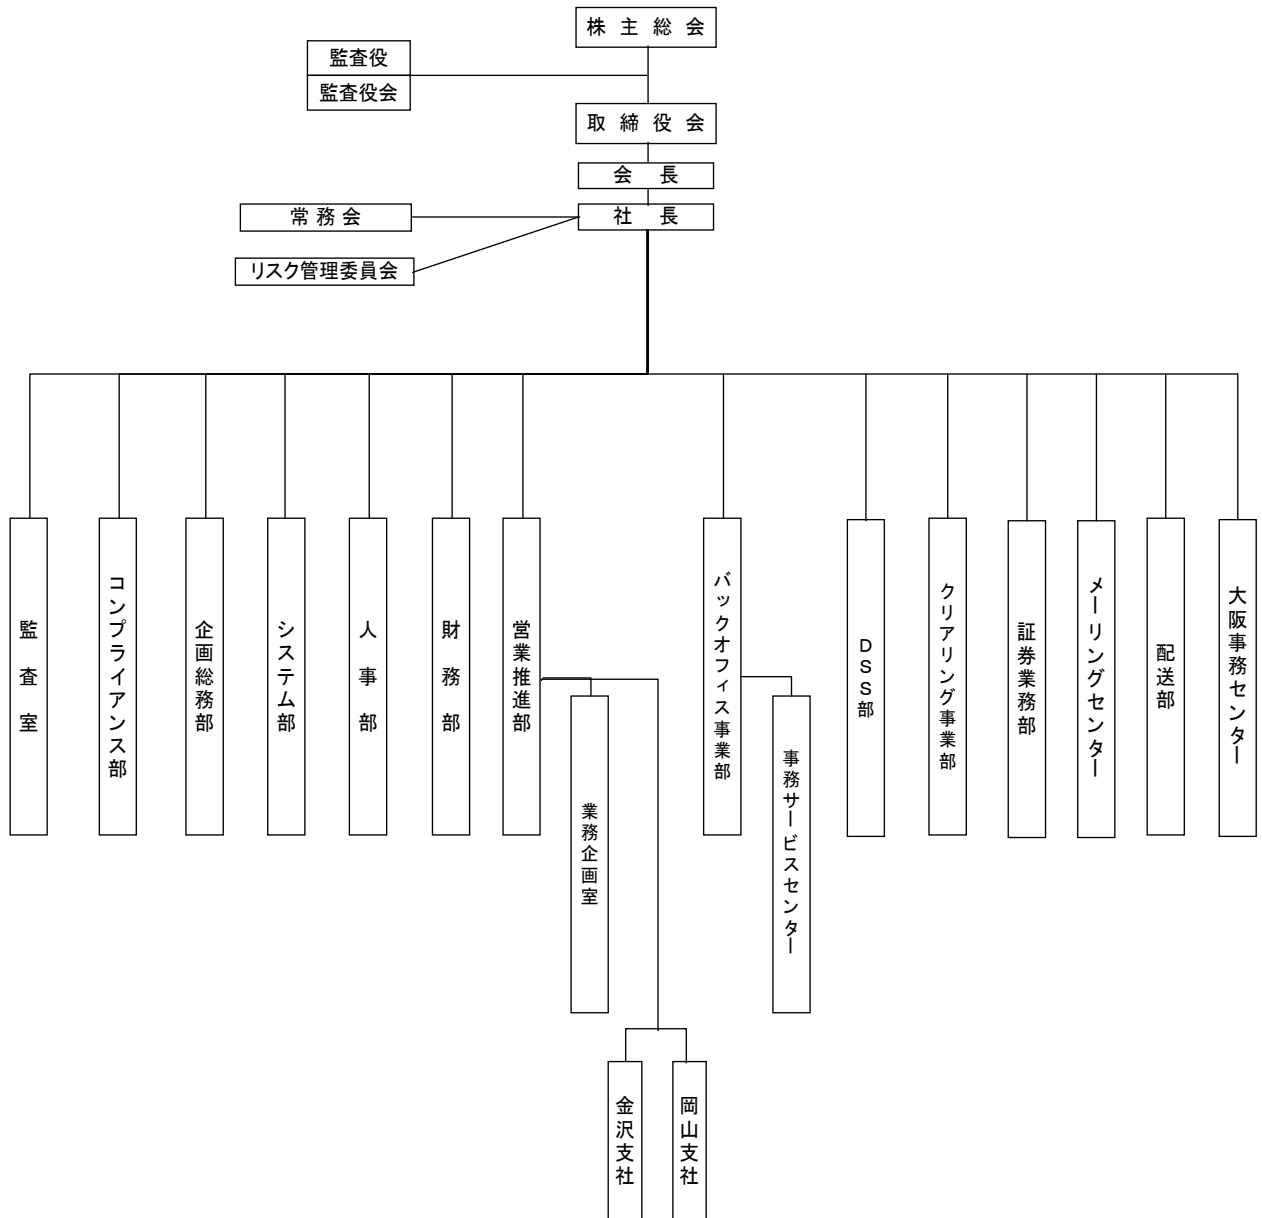 株主総会
監査役
監査役会
取締役会
会長
社長
常務会
リスク管理委員会
監査室
コンプライアンス部
企画総務部
システム部
人事部
財務部
営業推進部
バックオフィス事業部
DSS部
クリアリング事業部
証券業務部
メーリングセンター
配送部
大阪事務センター
業務企画室
事務サービスセンター
金沢支社
岡山支社